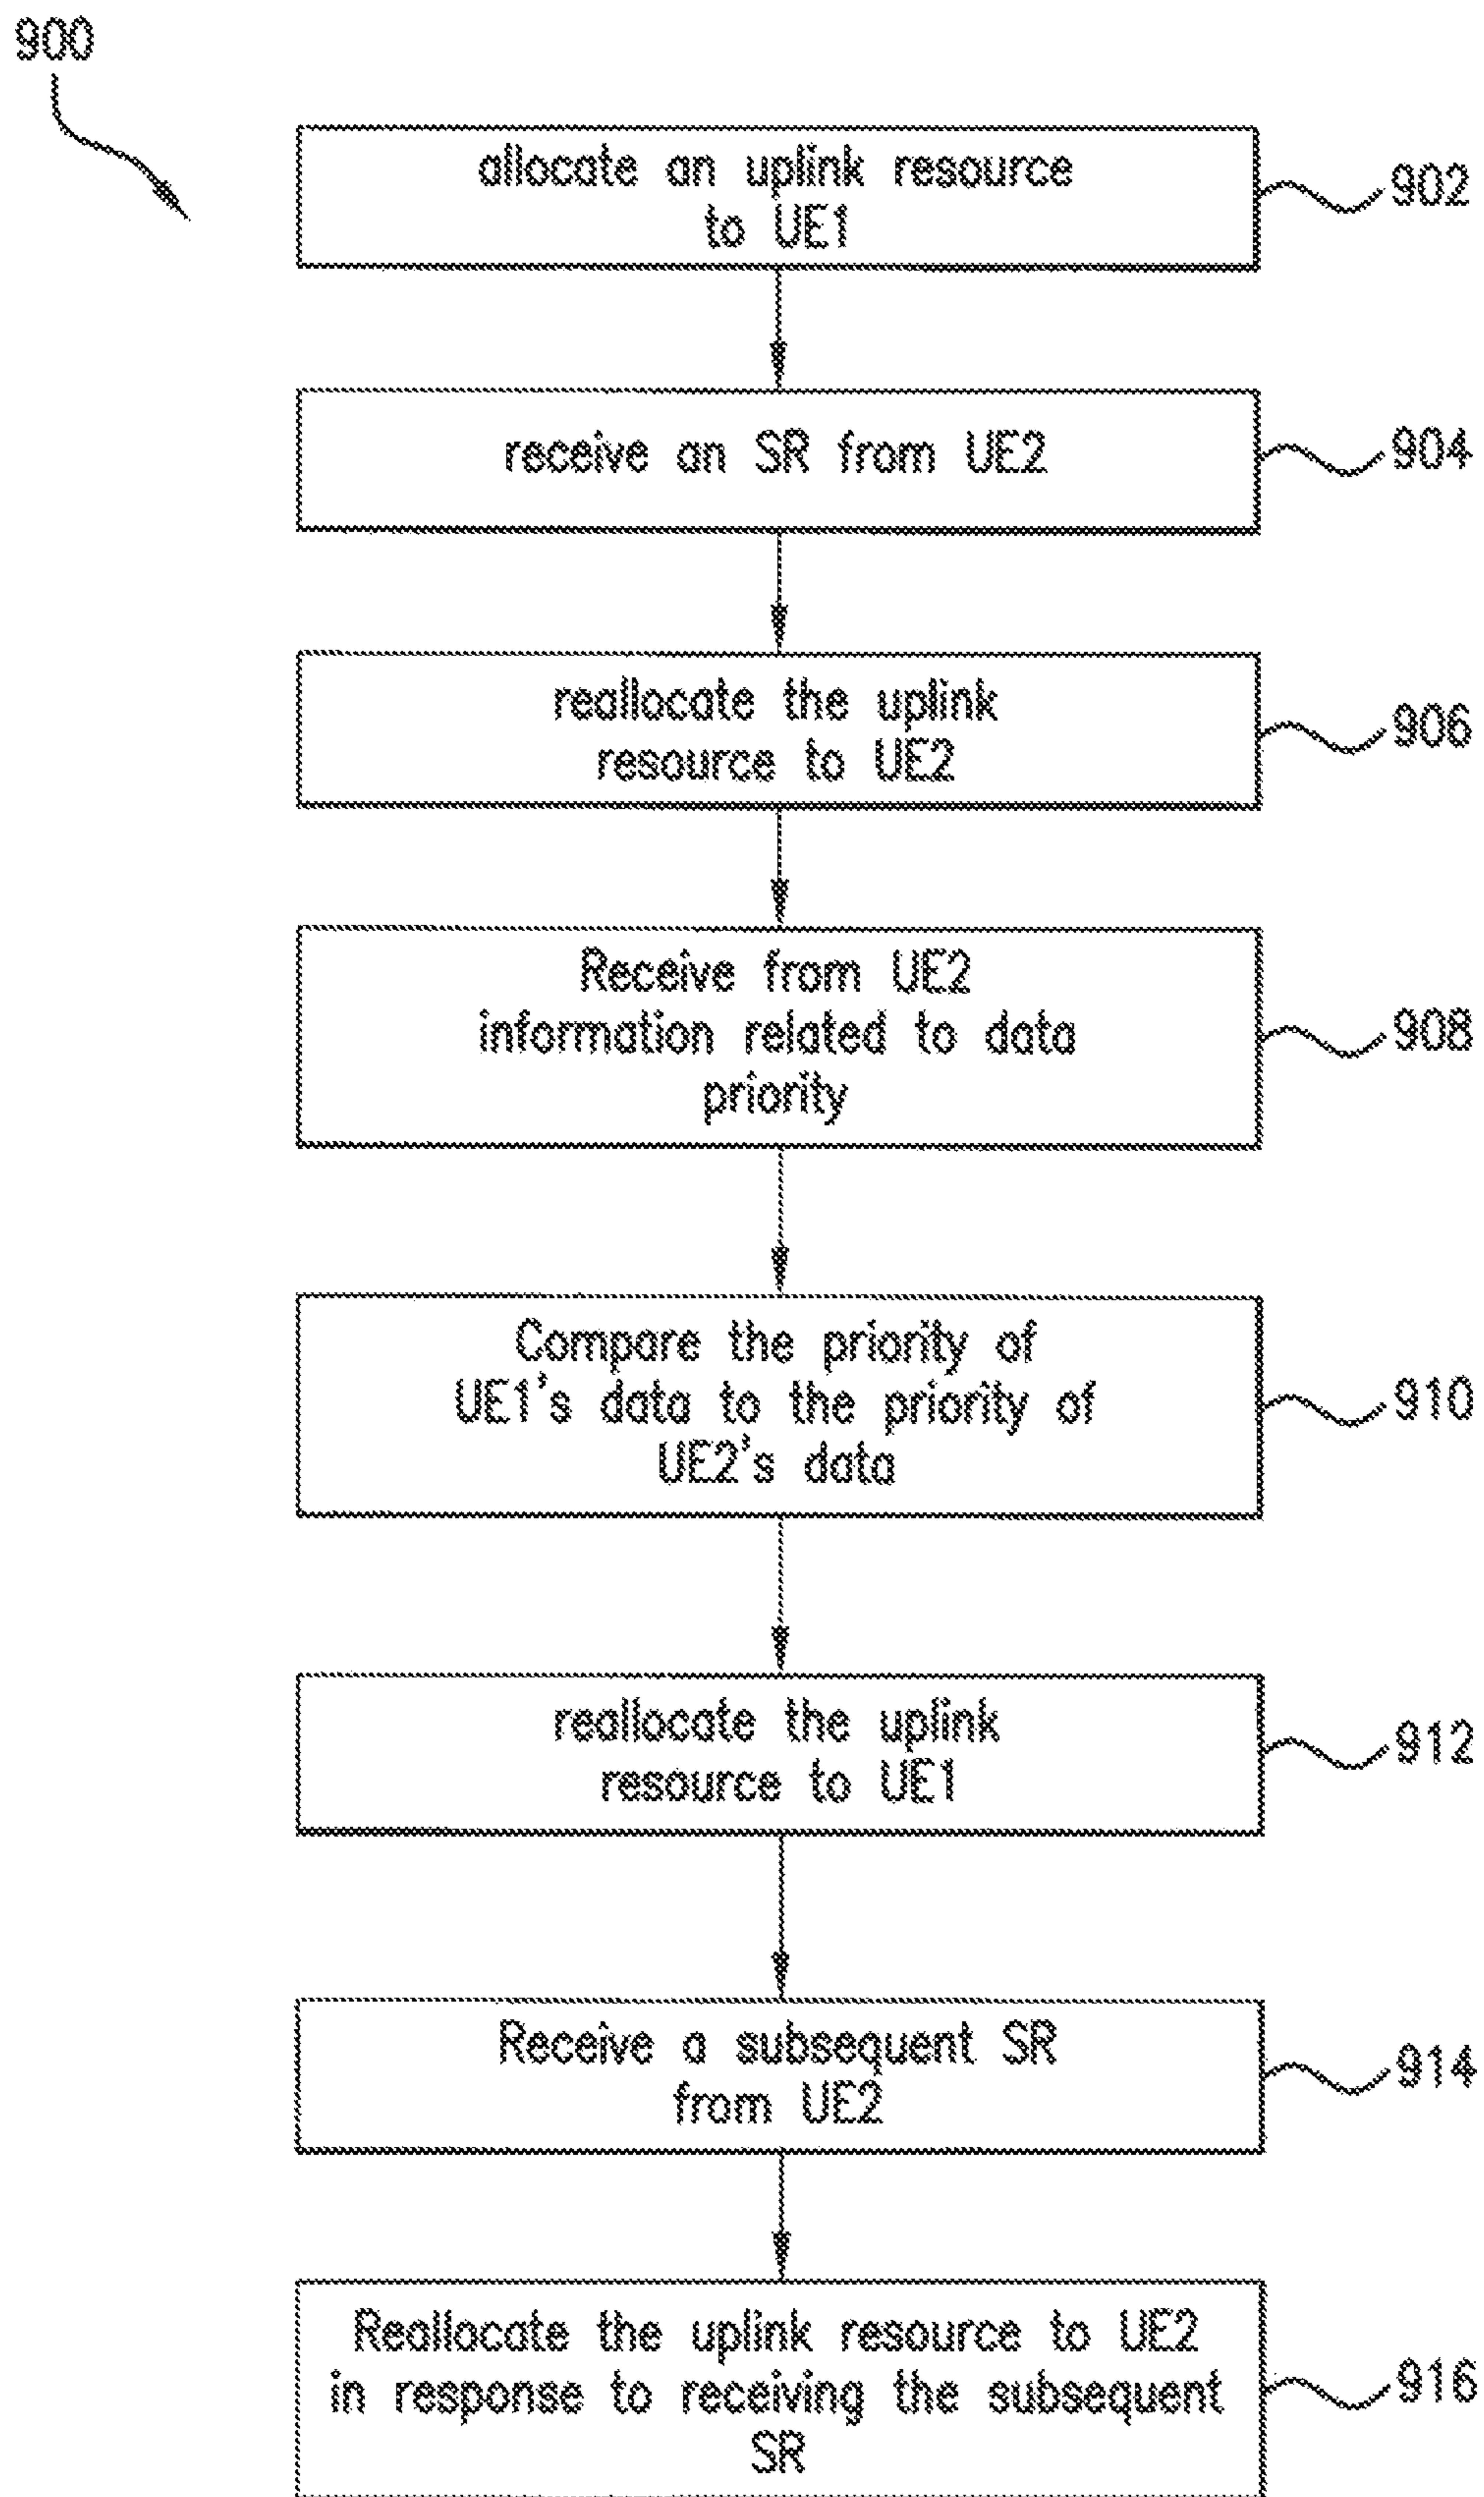 900
allocate an uplink resource
to UE1
902
receive an SR from UE2
904
reallocate the uplink
resource to UE2
906
Receive from UE2
information related to data
priority
908
Compare the priority of
UE1's data to the priority of
UE2's data
910
reallocate the uplink
resource to UE1
912
Receive a subsequent SR
from UE2
914
Reallocate the uplink resource to UE2
in response to receiving the subsequent
SR
916